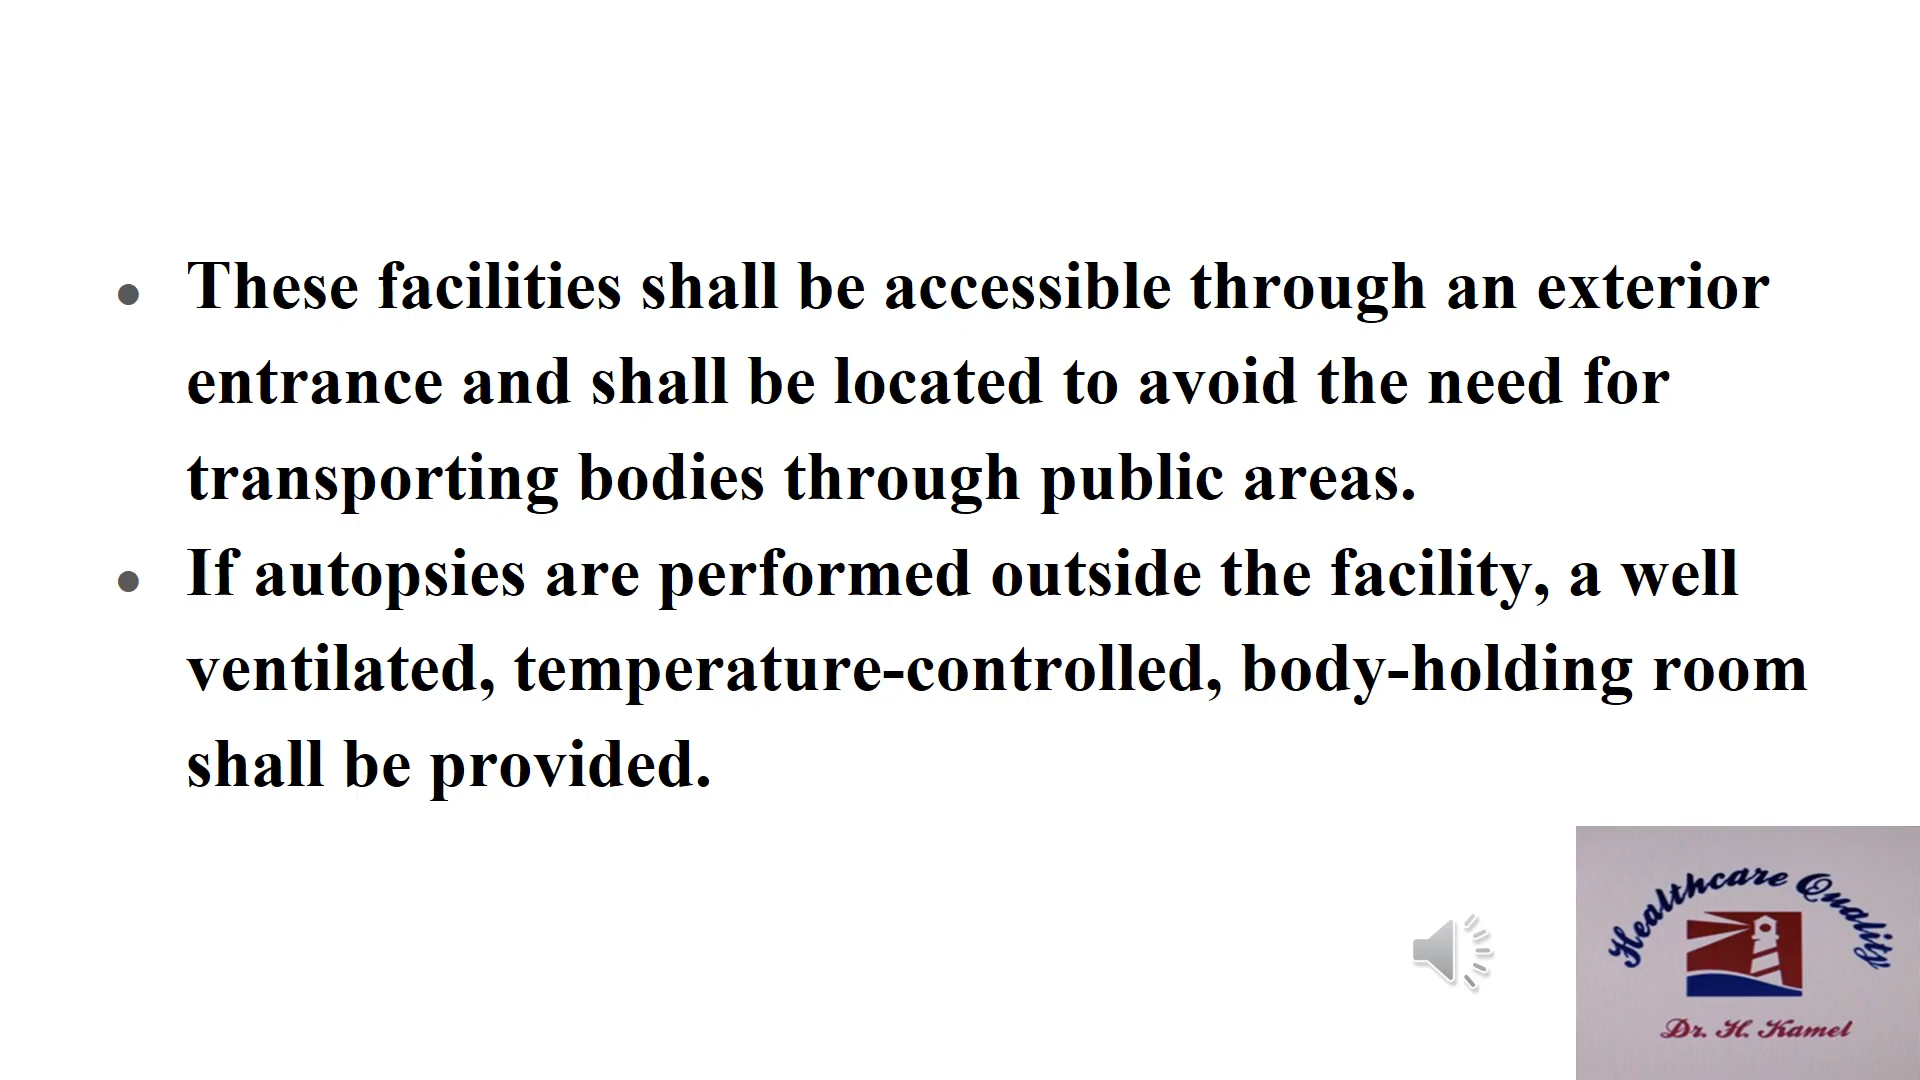 These facilities shall be accessible through an exterior
entrance and shall be located to avoid the need for
transporting bodies through public areas.
If autopsies are performed outside the facility, a well
ventilated, temperature-controlled, body-holding room
shall be provided.
Healthcare Quality
Dr. H. Kamel